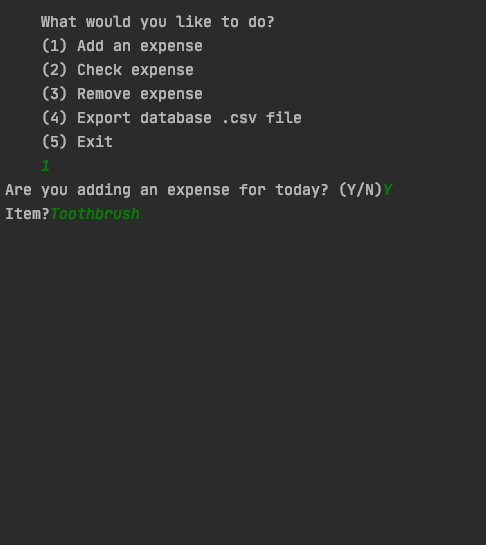 What would you like to do?
(1) Add an expense
(2) Check expense
(3) Remove expense
(4) Export database .csv file
(5) Exit
1
Are you adding an expense for today? (Y/N)Y
Item?Toothbrush